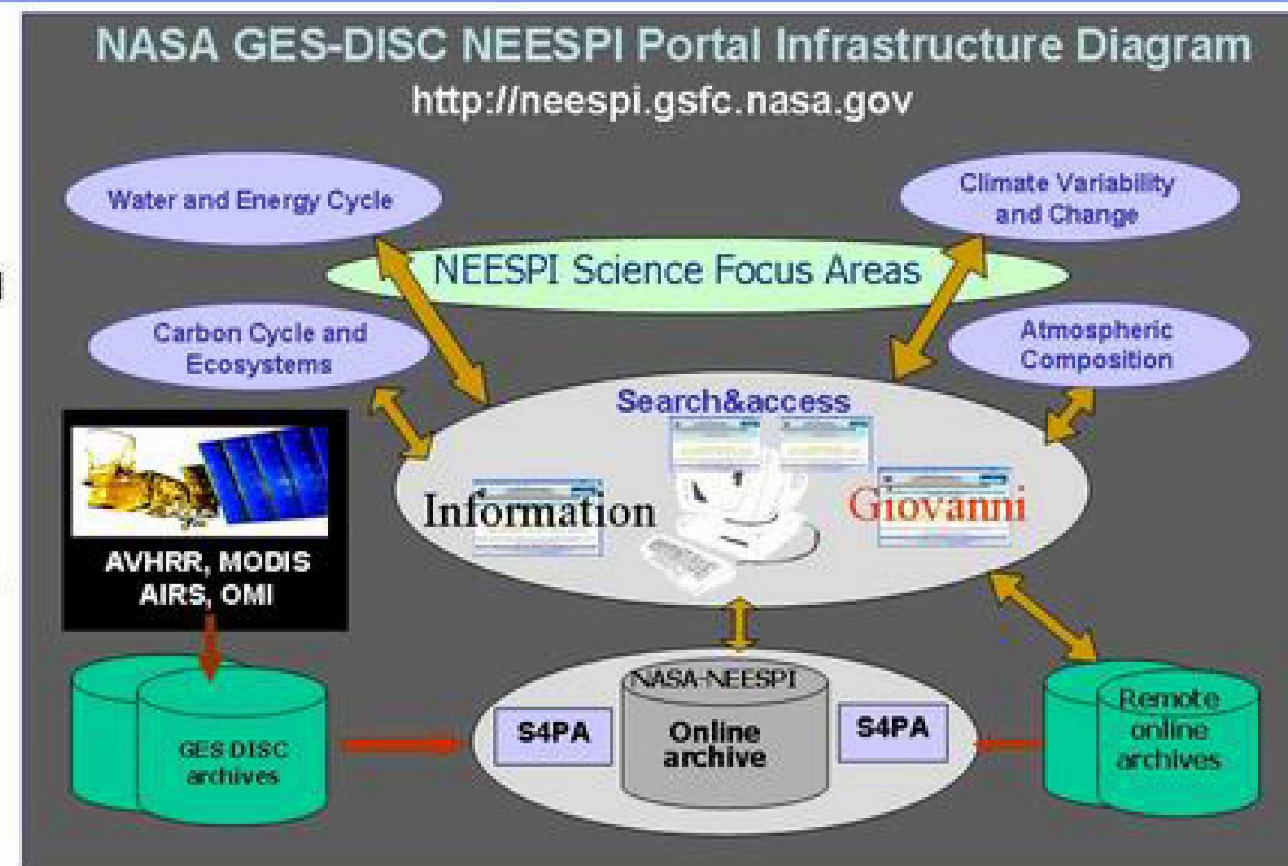 NASA GES-DISC NEESPI Portal Infrastructure Diagram
http://neespi.gsfc.nasa.gov
Water and Energy Cycle
Climate Variability
and Change
NEESPI Science Focus Areas
Carbon Cycle and
Ecosystems
Atmospheric
Composition
Search&access
Information
Giovanni
AVHRR, MODIS
AIRS, OMI
GES DISC
archives
S4PA
NASA-NEESPI
Online
archive
S4PA
Remote
online
archives